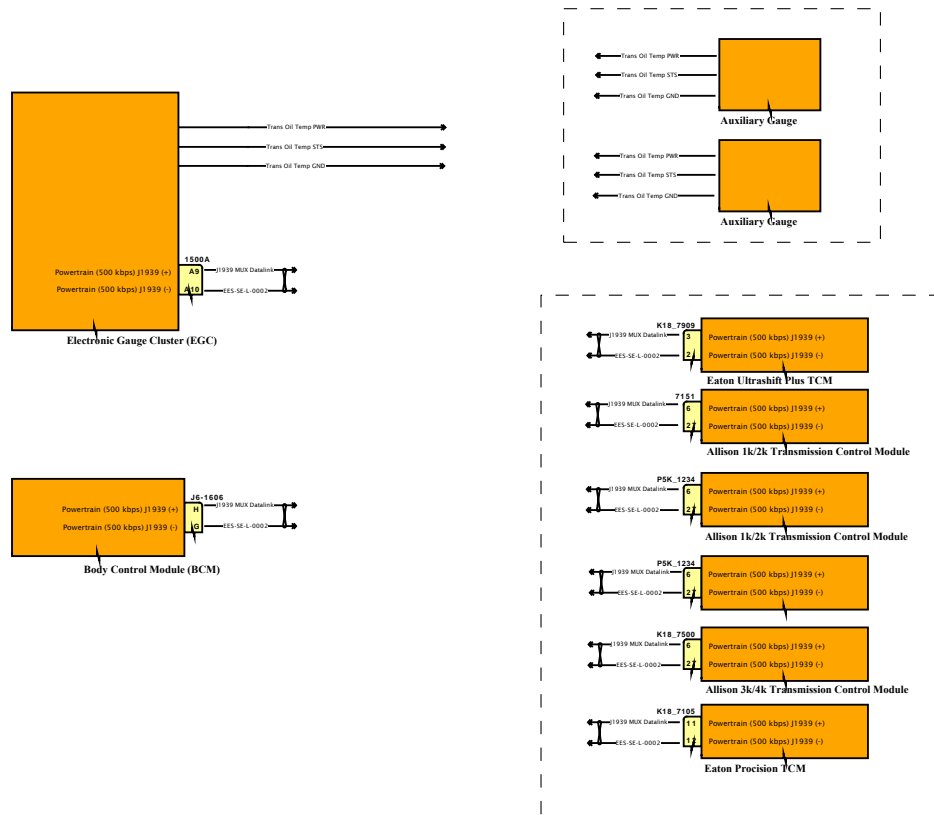 Trans Oil Temp PWR
Trans Oil Temp STS
Trans Oil Temp GND
Auxiliary Gauge
Trans Oil Temp PWR
Trans Oil Temp STS
Trans Oil Temp GND
Auxiliary Gauge
Trans Oil Temp PWR
Trans Oil Temp STS
Trans Oil Temp GND
1500A
Powertrain (500 kbps) J1939 (+) A9 J1939 MUX Datalink
Powertrain (500 kbps) J1939 (-) A10 EES-SE-L-0002
Electronic Gauge Cluster (EGC)
J6-1606
Powertrain (500 kbps) J1939 (+) H J1939 MUX Datalink
Powertrain (500 kbps) J1939 (-) G EES-SE-L-0002
Body Control Module (BCM)
K18_7909
J1939 MUX Datalink 3 Powertrain (500 kbps) J1939 (+)
EES-SE-L-0002 2 Powertrain (500 kbps) J1939 (-)
Eaton Ultrashift Plus TCM
7151
J1939 MUX Datalink 6 Powertrain (500 kbps) J1939 (+)
EES-SE-L-0002 Powertrain (500 kbps) J1939 (-)
Allison 1k/2k Transmission Control Module
P5K_1234
J1939 MUX Datalink 6 Powertrain (500 kbps) J1939 (+)
EES-SE-L-0002 Powertrain (500 kbps) J1939 (-)
Allison 1k/2k Transmission Control Module
P5K_1234
J1939 MUX Datalink 6 Powertrain (500 kbps) J1939 (+)
EES-SE-L-0002 Powertrain (500 kbps) J1939 (-)
K18_7500
J1939 MUX Datalink 6 Powertrain (500 kbps) J1939 (+)
EES-SE-L-0002 Powertrain (500 kbps) J1939 (-)
Allison 3k/4k Transmission Control Module
K18_7105
J1939 MUX Datalink 11 Powertrain (500 kbps) J1939 (+)
EES-SE-L-0002 Powertrain (500 kbps) J1939 (-)
Eaton Procision TCM